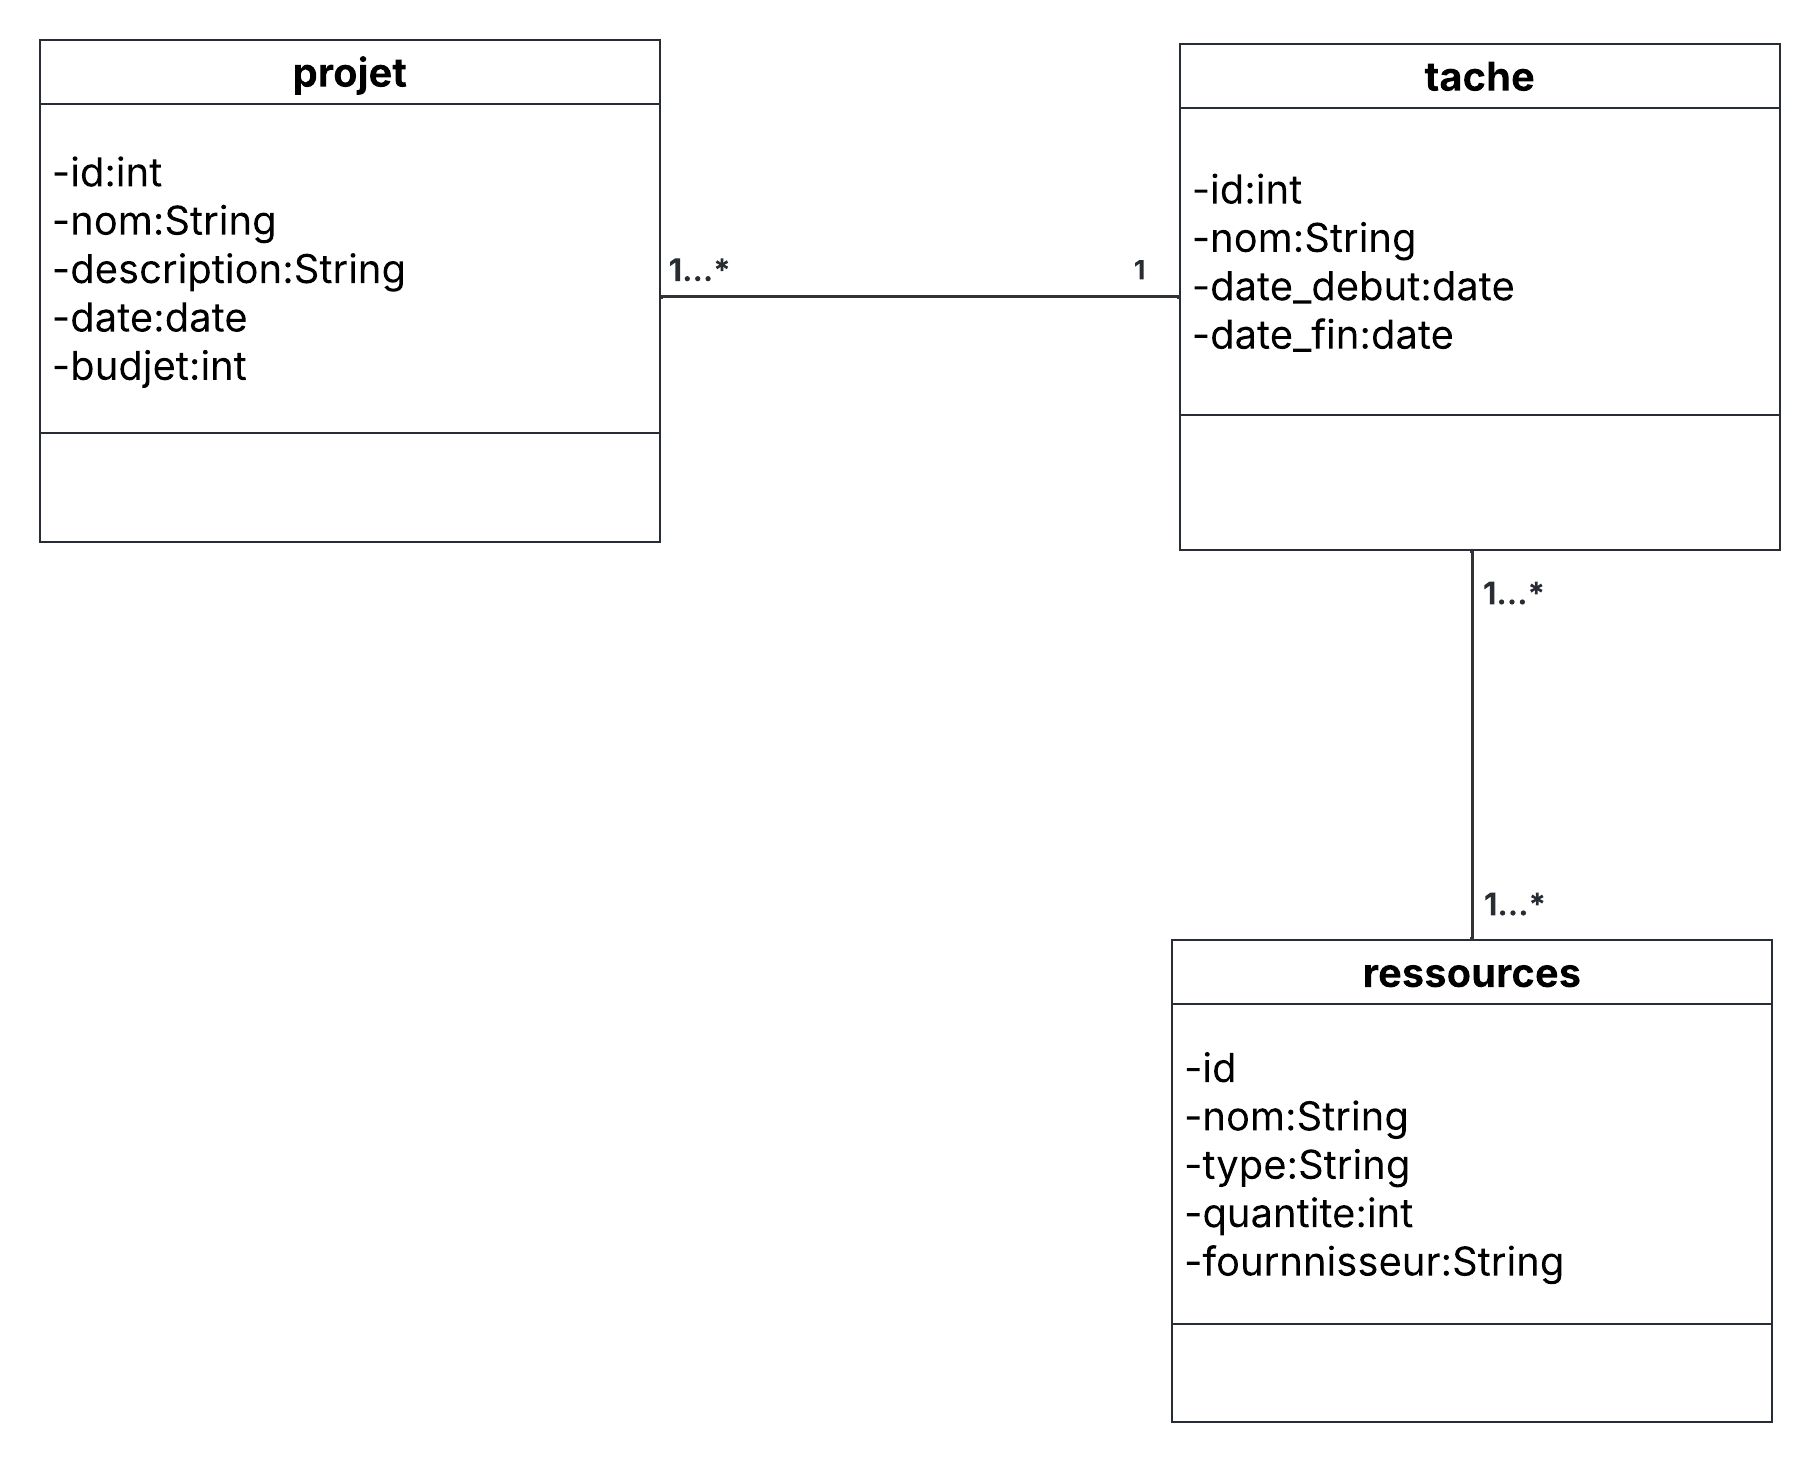 projet
-id:int
-nom:String
-description:String
-date:date
-budjet:int
1...*
1
tache
-id:int
-nom:String
-date_debut:date
-date_fin:date
1...*
1...*
ressources
-id
-nom:String
-type:String
-quantite:int
-fournnisseur:String